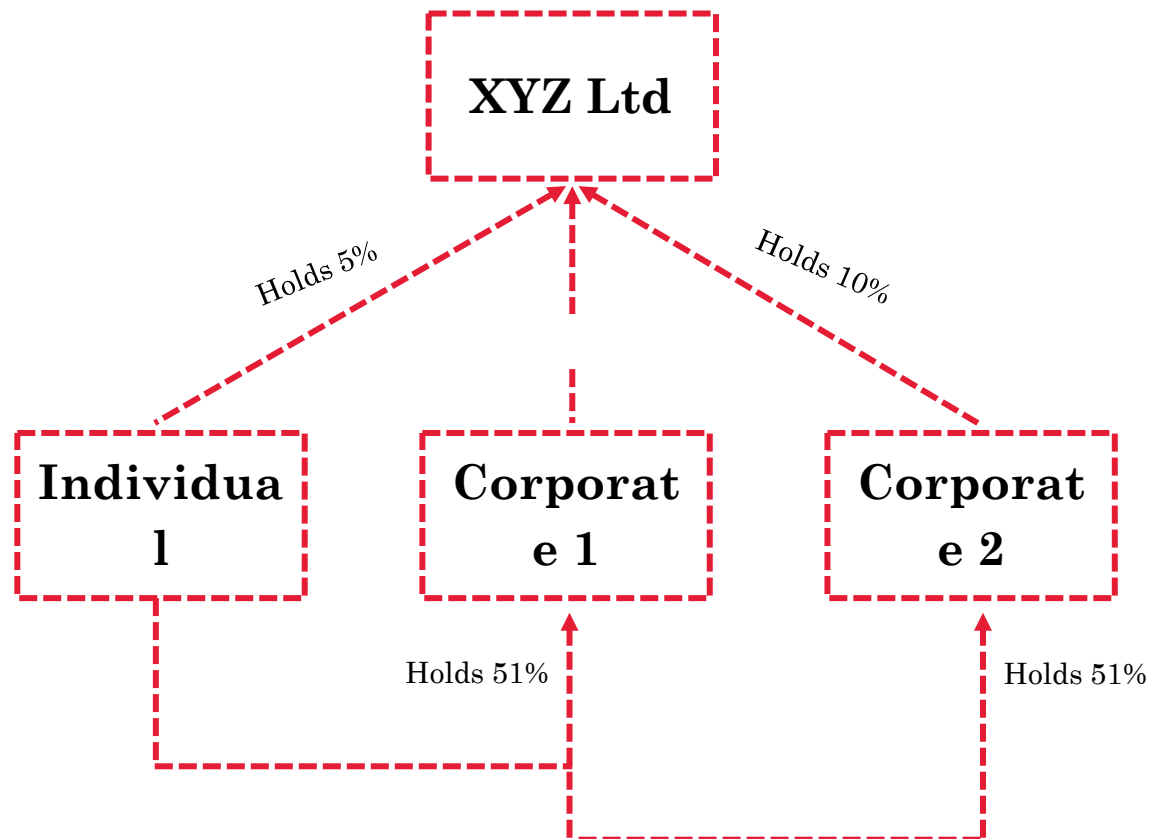 XYZ Ltd
Holds 5%
Holds 10%
Individua
l
Corporat
e 1
Corporat
e 2
Holds 51%
Holds 51%